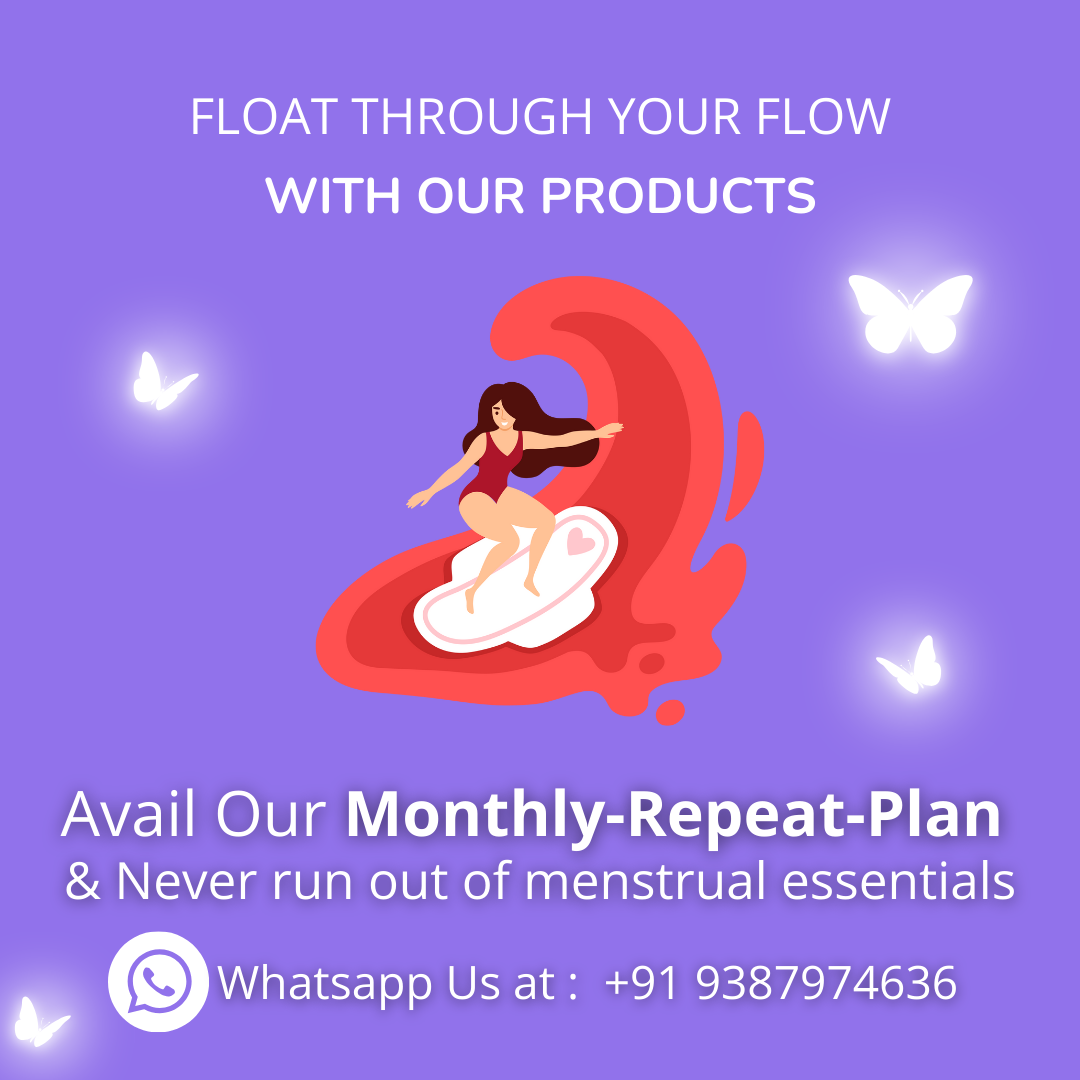 FLOAT THROUGH YOUR FLOW
WITH OUR PRODUCTS
Avail Our Monthly-Repeat-Plan
& Never run out of menstrual essentials
Whatsapp Us at : +91 9387974636